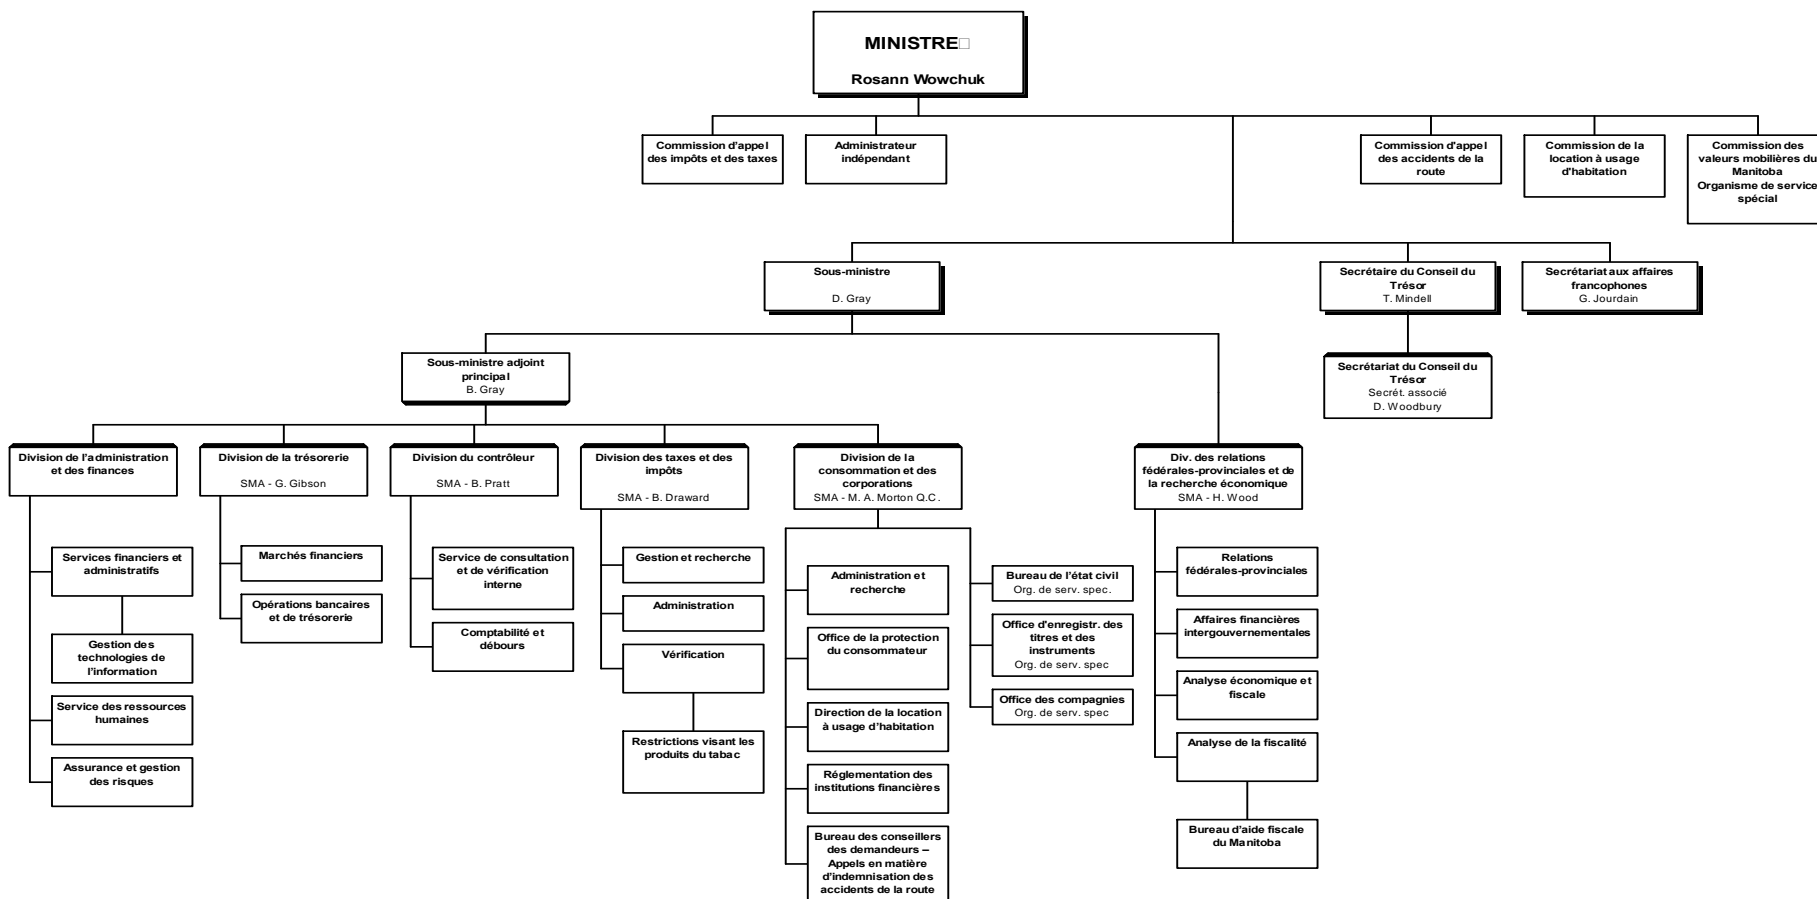 MINISTRE
Rosann Wowchuk
Commission d'appel
des impôts et des taxes
Administrateur
indépendant
Commission d'appel
des accidents de la
route
Commission de la
location à usage
d'habitation
Commission des
valeurs mobilières du
Manitoba
Organisme de service
spécial
Sous-ministre
D. Gray
Secrétaire du Conseil du
Trésor
T. Mindell
Secrétariat aux affaires
francophones
G. Jourdain
Sous-ministre adjoint
principal
B. Gray
Secrétariat du Conseil du
Trésor
Secrét. associé
D. Woodbury
Division de l'administration
et des finances
Division de la trésorerie
SMA - G. Gibson
Division du contrôleur
SMA - B. Pratt
Division des taxes et des
impôts
SMA - B. Draward
Division de la
consommation et des
corporations
SMA - M. A. Morton Q.C.
Div. des relations
fédérales-provinciales et de
la recherche économique
SMA - H. Wood
Services financiers et
administratifs
Gestion des
technologies de
l'information
Service des ressources
humaines
Assurance et gestion
des risques
Marchés financiers
Opérations bancaires
et de trésorerie
Service de consultation
et de vérification
interne
Comptabilité et
débours
Gestion et recherche
Administration
Vérification
Restrictions visant les
produits du tabac
Administration et
recherche
Office de la protection
du consommateur
Direction de la location
à usage d'habitation
Réglementation des
institutions financières
Bureau des conseillers
des demandeurs –
Appels en matière
d'indemnisation des
accidents de la route
Bureau de l'état civil
Org. de serv. spec.
Office d'enregistr. des
titres et des
instruments
Org. de serv. spec
Office des compagnies
Org. de serv. spec
Relations
fédérales-provinciales
Affaires financières
intergouvernementales
Analyse économique et
fiscale
Analyse de la fiscalité
Bureau d'aide fiscale
du Manitoba